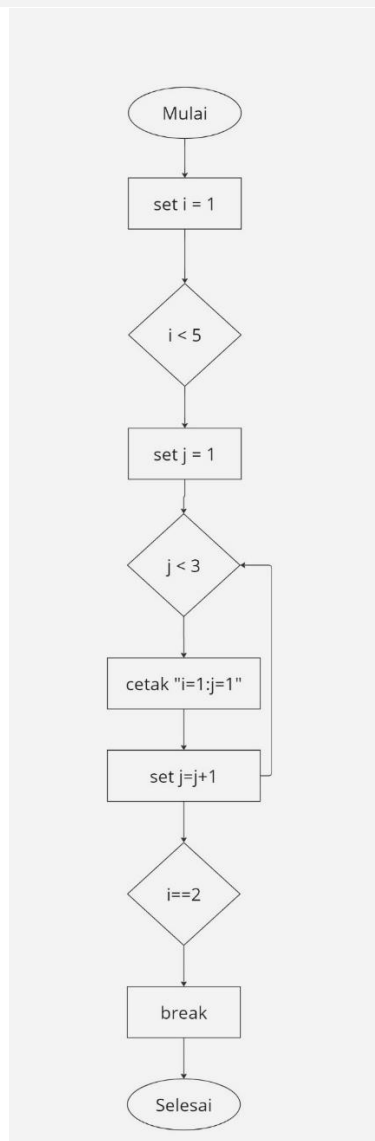 Mulai
set i = 1
i < 5
set j = 1
j < 3
cetak "i=1:j=1"
set j=j+1
i==2
break
Selesai